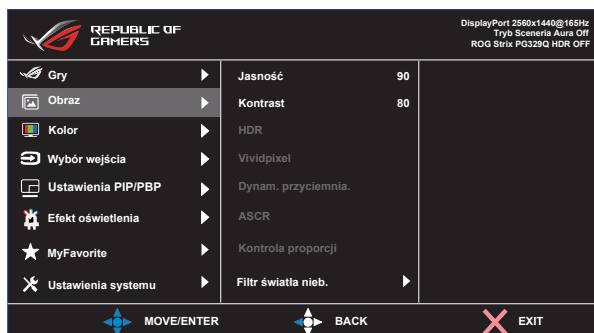 REPUBLIC OF
GAMERS
DisplayPort 2560x1440@165Hz
Tryb Sceneria Aura Off
ROG Strix PG329Q HDR OFF
Gry
Obraz
Kolor
Wybór wejścia
Ustawienia PIP/PBP
Efekt oświetlenia
MyFavorite
Ustawienia systemu
Jasność 90
Kontrast 80
HDR
Vividpixel
Dynam. przyciemnia.
ASCR
Kontrola proporcji
Filtr światła nieb.
MOVE/ENTER BACK EXIT